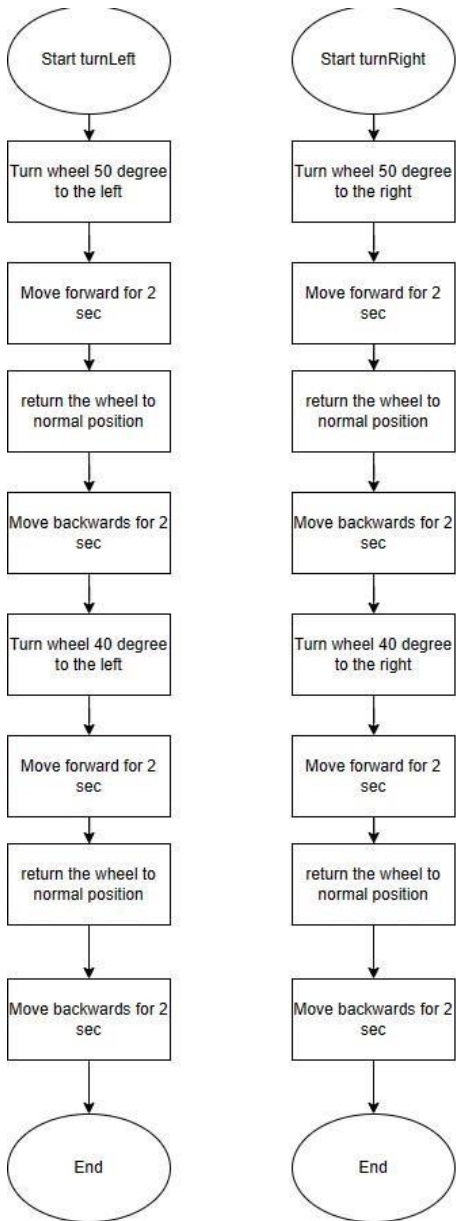 Start turnLeft
Turn wheel 50 degree
to the left
Move forward for 2
sec
return the wheel to
normal position
Move backwards for 2
sec
Turn wheel 40 degree
to the left
Move forward for 2
sec
return the wheel to
normal position
Move backwards for 2
sec
End
Start turnRight
Turn wheel 50 degree
to the right
Move forward for 2
sec
return the wheel to
normal position
Move backwards for 2
sec
Turn wheel 40 degree
to the right
Move forward for 2
sec
return the wheel to
normal position
Move backwards for 2
sec
End